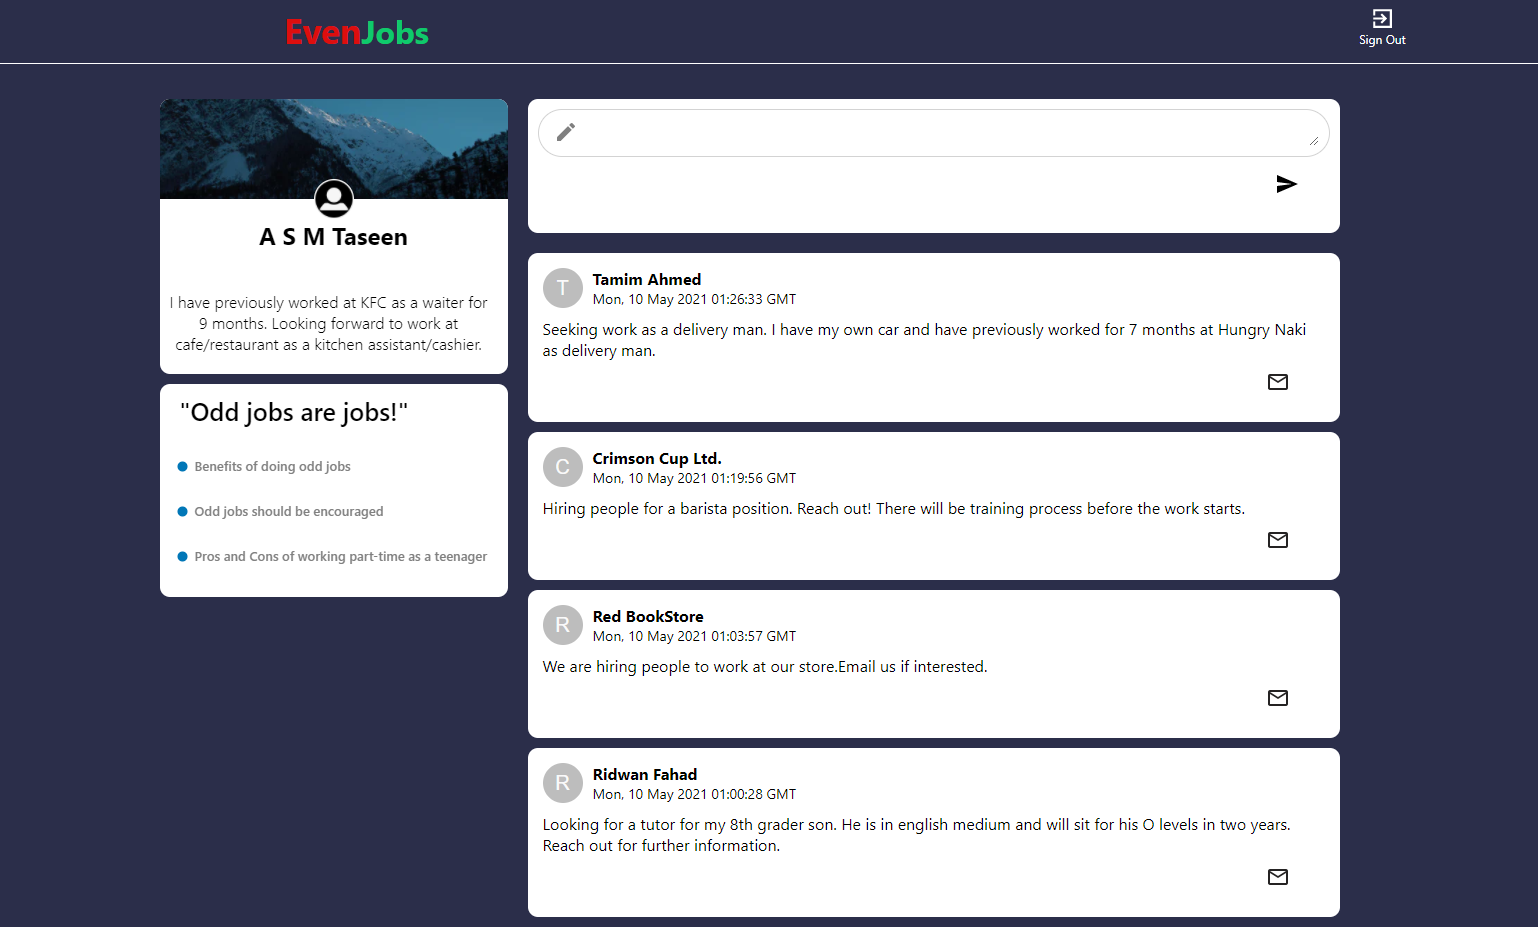 EvenJobs
Sign Out
A S M Taseen
I have previously worked at KFC as a waiter for
9 months. Looking forward to work at
cafe/restaurant as a kitchen assistant/cashier.
"Odd jobs are jobs!"
Benefits of doing odd jobs
Odd jobs should be encouraged
Pros and Cons of working part-time as a teenager
T
Tamim Ahmed
Mon, 10 May 2021 01:26:33 GMT
Seeking work as a delivery man. I have my own car and have previously worked for 7 months at Hungry Naki
as delivery man.
C
Crimson Cup Ltd.
Mon, 10 May 2021 01:19:56 GMT
Hiring people for a barista position. Reach out! There will be training process before the work starts.
R
Red BookStore
Mon, 10 May 2021 01:03:57 GMT
We are hiring people to work at our store.Email us if interested.
R
Ridwan Fahad
Mon, 10 May 2021 01:00:28 GMT
Looking for a tutor for my 8th grader son. He is in english medium and will sit for his O levels in two years.
Reach out for further information.